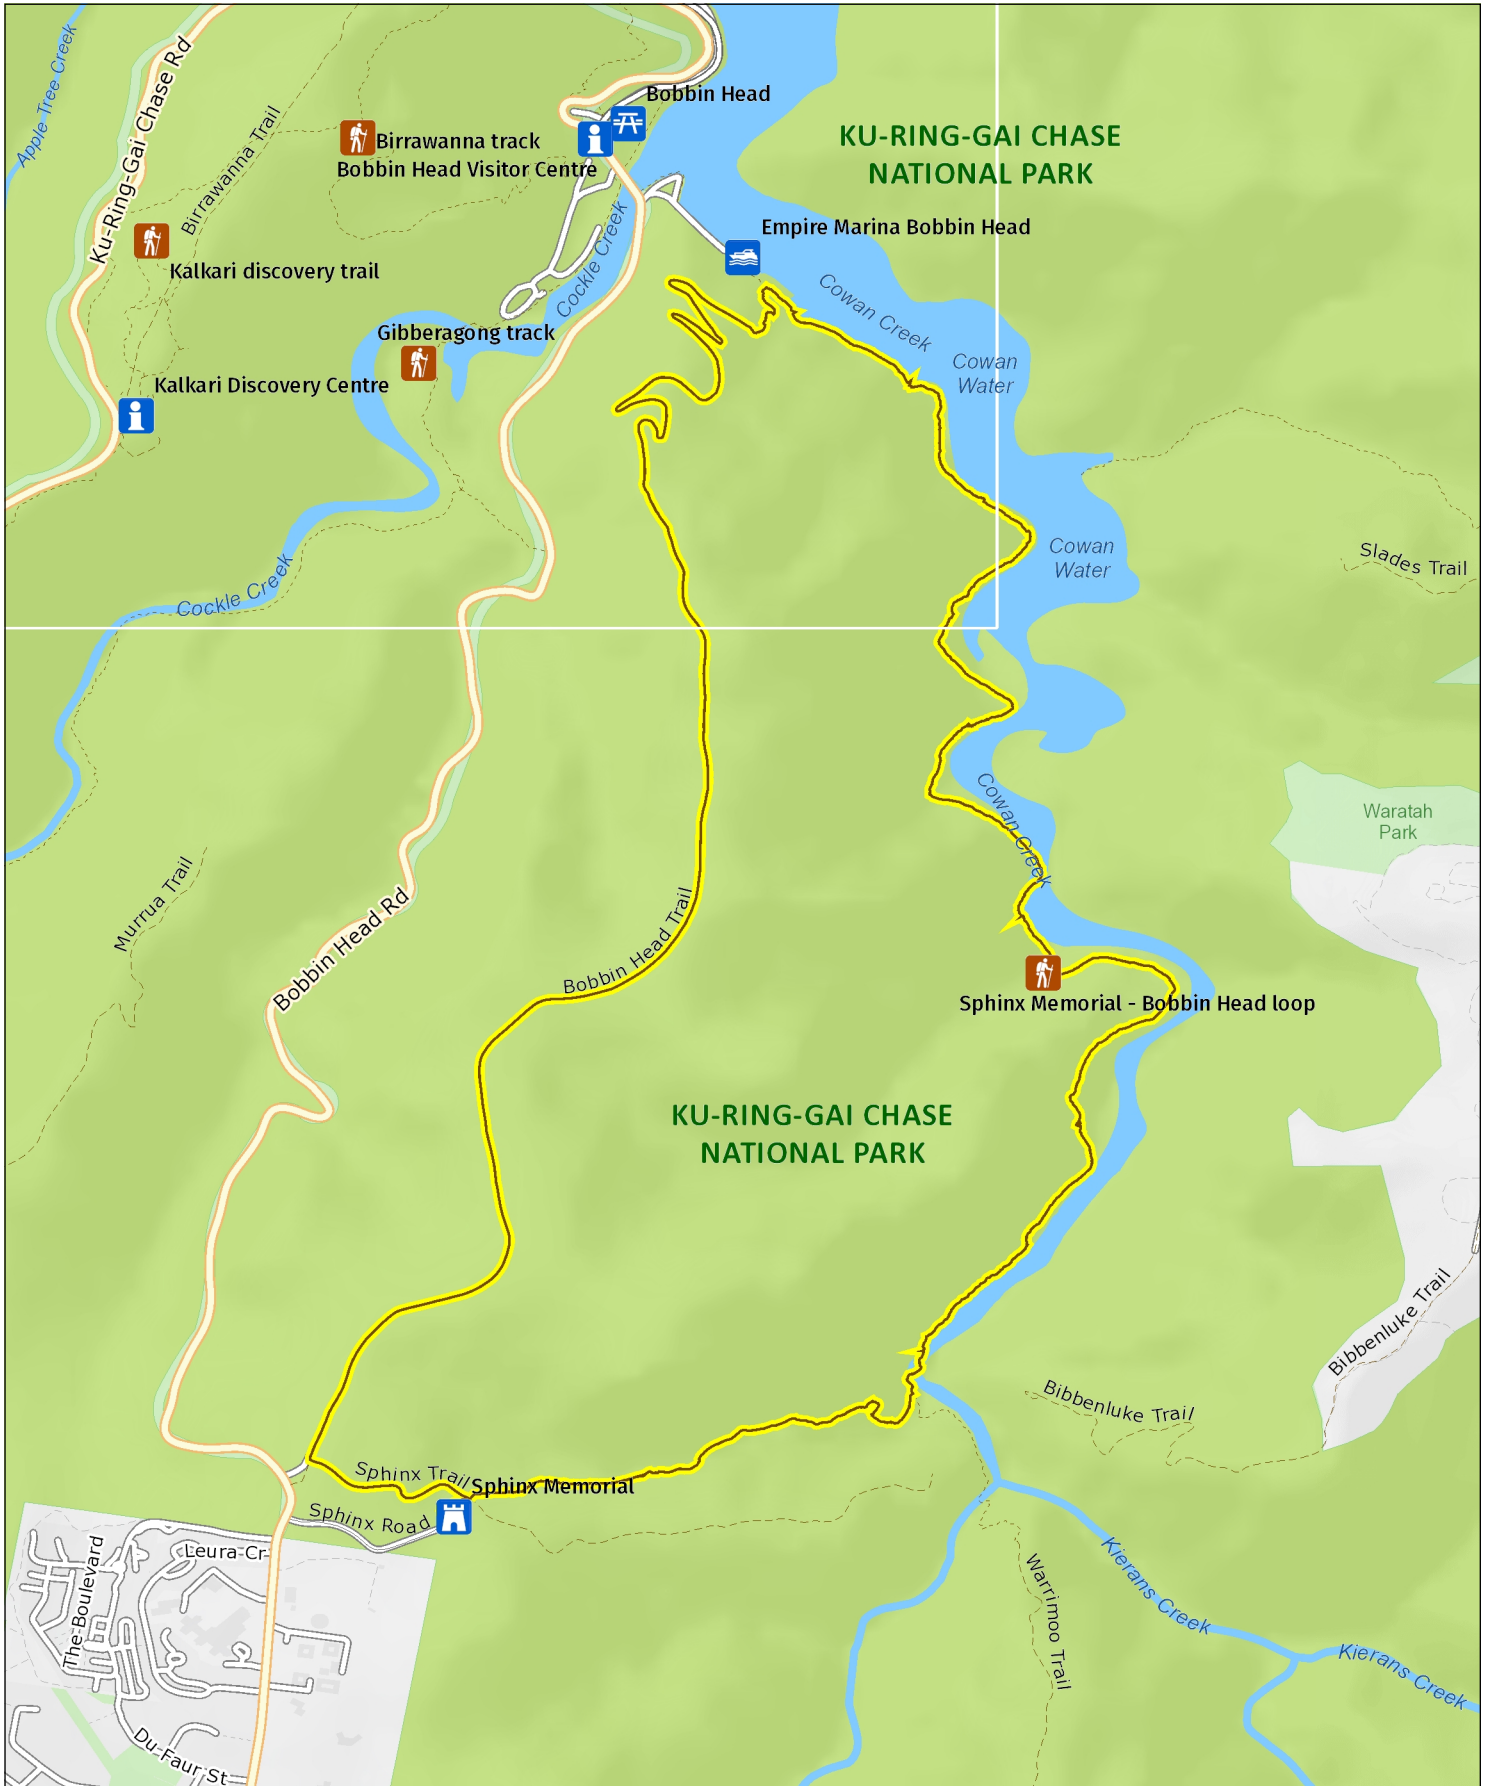 Apple Tree Creek
Ku-Ring-Gai Chase Rd
Birrawanna Trail
Bobbin Head
Birrawanna track
Bobbin Head Visitor Centre
KU-RING-GAI CHASE
NATIONAL PARK
Empire Marina Bobbin Head
Kalkari discovery trail
Cockle Creek
Cowan Creek
Gibberagong track
Kalkari Discovery Centre
Cowan
Water
Cowan
Water
Slades Trail
Cockle Creek
Cowan Creek
Waratah
Park
Murrua Trail
Bobbin Head Rd
Bobbin Head Trail
Sphinx Memorial - Bobbin Head loop
KU-RING-GAI CHASE
NATIONAL PARK
Bibbenluke Trail
Bibbenluke Trail
Sphinx Trail
Sphinx Memorial
Sphinx Road
Leura Cr
The Boulevard
Warrimoo Trail
Kierans Creek
Kierans Creek
Du Faur St